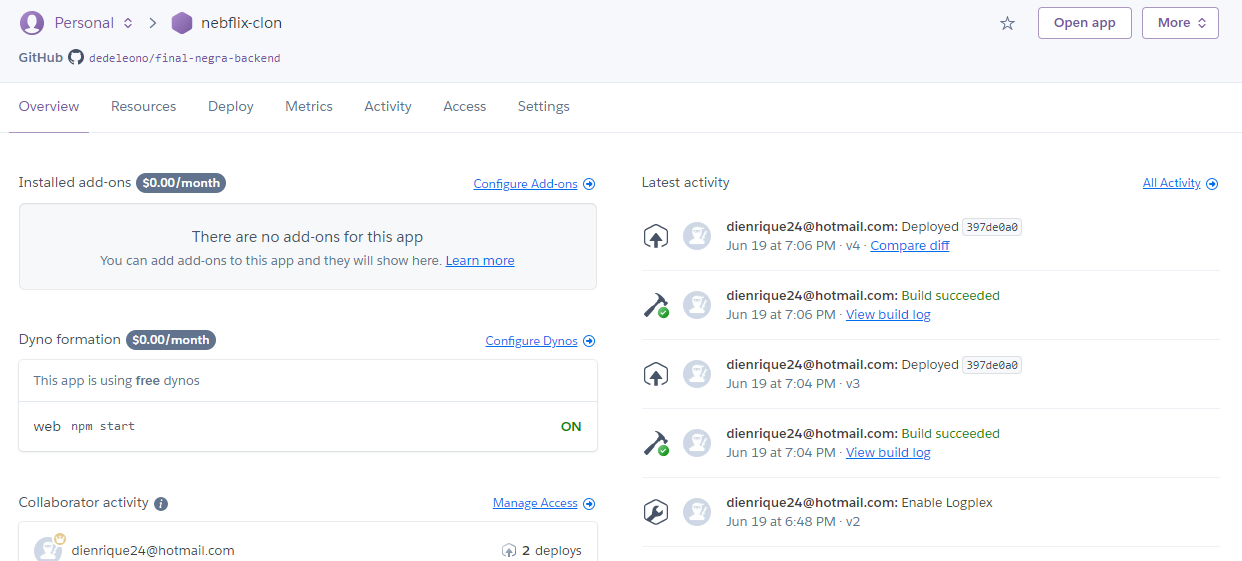 Personal > nebflix-clon
Open app
More
GitHub dedeleono/final-negra-backend
Overview Resources Deploy Metrics Activity Access Settings
Installed add-ons $0.00/month Configure Add-ons
There are no add-ons for this app
You can add add-ons to this app and they will show here. Learn more
Dyno formation $0.00/month Configure Dynos
This app is using free dynos
web npm start ON
Collaborator activity i Manage Access
dienrique24@hotmail.com 2 deploys
Latest activity All Activity
dienrique24@hotmail.com: Deployed 397de0a0
Jun 19 at 7:06 PM · v4 · Compare diff
dienrique24@hotmail.com: Build succeeded
Jun 19 at 7:06 PM · View build log
dienrique24@hotmail.com: Deployed 397de0a0
Jun 19 at 7:04 PM · v3
dienrique24@hotmail.com: Build succeeded
Jun 19 at 7:04 PM · View build log
dienrique24@hotmail.com: Enable Logplex
Jun 19 at 6:48 PM · v2